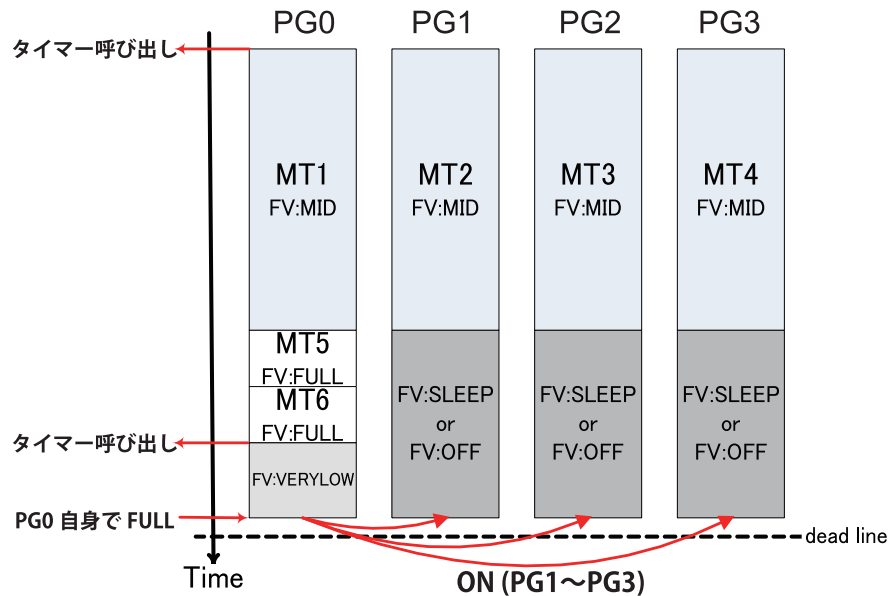 PG0 PG1 PG2 PG3
タイマー呼び出し
MT1 MT2 MT3 MT4
FV:MID FV:MID FV:MID FV:MID
MT5
FV:FULL
MT6
FV:FULL
FV:SLEEP FV:SLEEP FV:SLEEP
or or or
FV:OFF FV:OFF FV:OFF
タイマー呼び出し
FV:VERYLOW
PG0 自身で FULL
dead line
Time
ON (PG1～PG3)